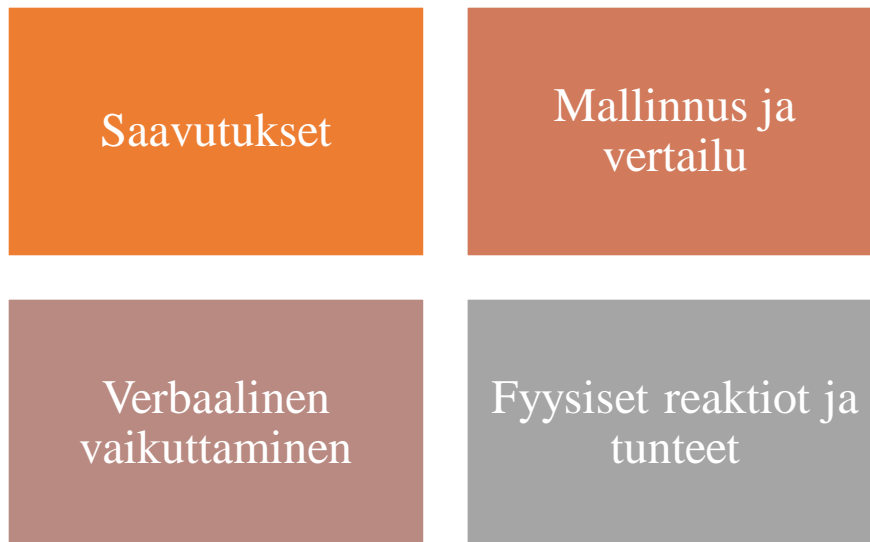 Saavutukset
Mallinnus ja
vertailu
Verbaalinen
vaikuttaminen
Fyysiset reaktiot ja
tunteet